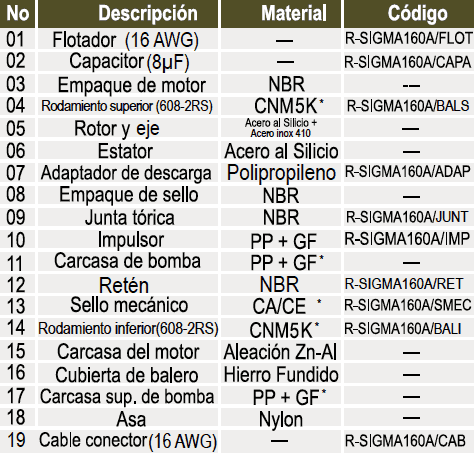 No Descripción Material Código
01 Flotador (16 AWG) — R-SIGMA160A/FLOT
02 Capacitor (8µF) — R-SIGMA160A/CAPA
03 Empaque de motor NBR —
04 Rodamiento superior (608-2RS) CNM5K* R-SIGMA160A/BALS
05 Rotor y eje Acero al Silicio + Acero inox 410 —
06 Estator Acero al Silicio —
07 Adaptador de descarga Polipropileno R-SIGMA160A/ADAP
08 Empaque de sello NBR —
09 Junta tórica NBR R-SIGMA160A/JUNT
10 Impulsor PP + GF R-SIGMA160A/IMP
11 Carcasa de bomba PP + GF* —
12 Retén NBR R-SIGMA160A/RET
13 Sello mecánico CA/CE * R-SIGMA160A/SMEC
14 Rodamiento inferior(608-2RS) CNM5K* R-SIGMA160A/BALI
15 Carcasa del motor Aleación Zn-Al —
16 Cubierta de balero Hierro Fundido —
17 Carcasa sup. de bomba PP + GF* —
18 Asa Nylon —
19 Cable conector(16 AWG) — R-SIGMA160A/CAB